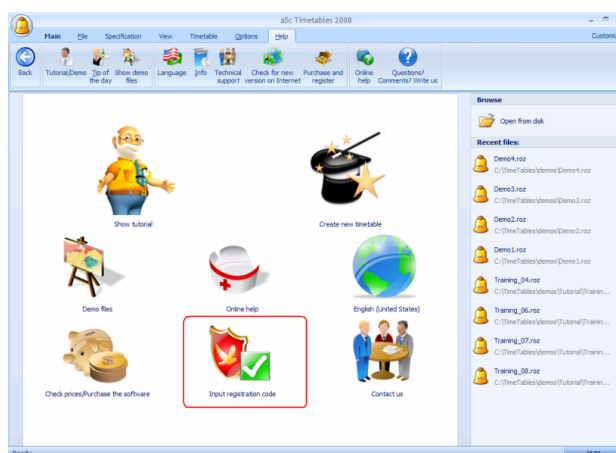 aSc Timetables 2008
Main File Specification View Timetable Options Help
Back
Tutorial/Demo
Tip of the day
Show demo files
Language
Info
Technical support
Check for new version on Internet
Purchase and register
Online help
Questions? Comments? Write us
Show tutorial
Create new timetable
Demo files
Online help
English (United States)
Check prices/Purchase the software
Input registration code
Contact us
Browse
Open from disk
Recent files:
Demo4.roz
C:\TimeTables\demos\Demo4.roz
Demo3.roz
C:\TimeTables\demos\Demo3.roz
Demo2.roz
C:\TimeTables\demos\Demo2.roz
Demo1.roz
C:\TimeTables\demos\Demo1.roz
Training_04.roz
C:\TimeTables\demos\Tutorial\Trainin...
Training_06.roz
C:\TimeTables\demos\Tutorial\Trainin...
Training_07.roz
C:\TimeTables\demos\Tutorial\Trainin...
Training_08.roz
C:\TimeTables\demos\Tutorial\Trainin...